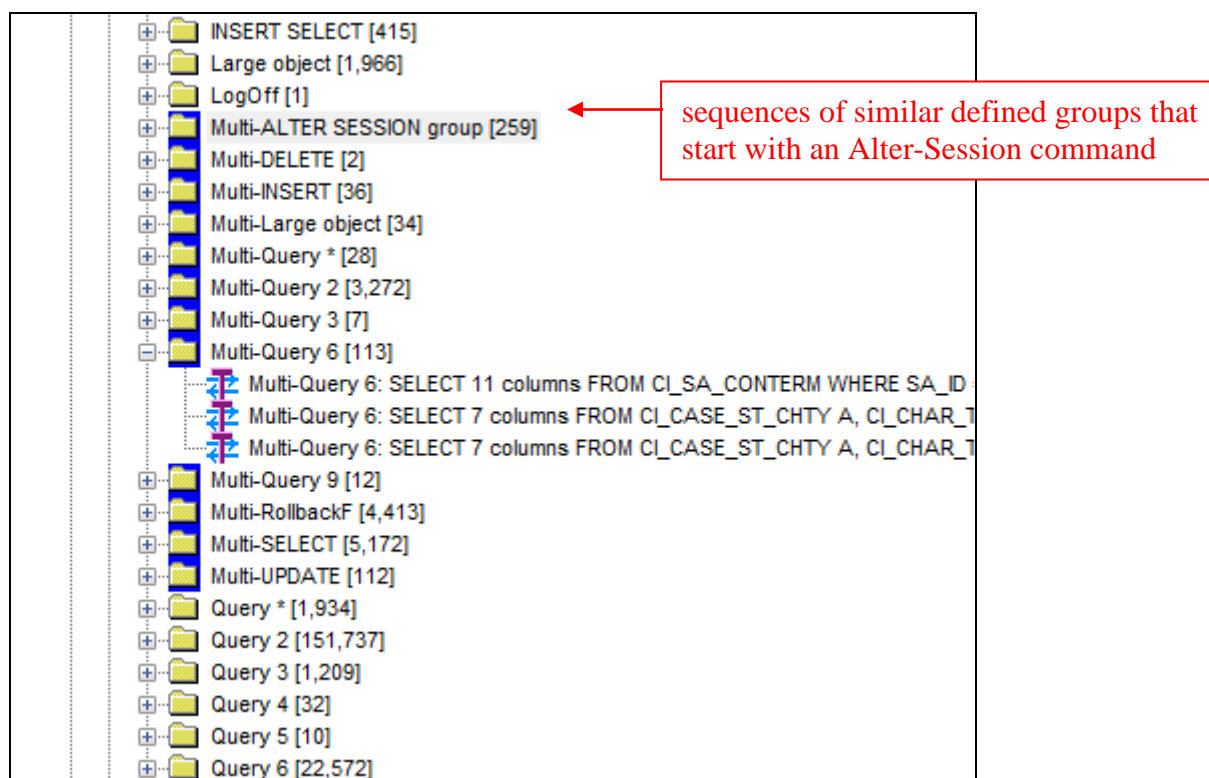 INSERT SELECT [415]
Large object [1,966]
LogOff [1]
Multi-ALTER SESSION group [259]
sequences of similar defined groups that
start with an Alter-Session command
Multi-DELETE [2]
Multi-INSERT [36]
Multi-Large object [34]
Multi-Query * [28]
Multi-Query 2 [3,272]
Multi-Query 3 [7]
Multi-Query 6 [113]
Multi-Query 6: SELECT 11 columns FROM CI_SA_CONTERM WHERE SA_ID
Multi-Query 6: SELECT 7 columns FROM CI_CASE_ST_CHTY A, CI_CHAR_T
Multi-Query 6: SELECT 7 columns FROM CI_CASE_ST_CHTY A, CI_CHAR_T
Multi-Query 9 [12]
Multi-RollbackF [4,413]
Multi-SELECT [5,172]
Multi-UPDATE [112]
Query * [1,934]
Query 2 [151,737]
Query 3 [1,209]
Query 4 [32]
Query 5 [10]
Query 6 [22,572]